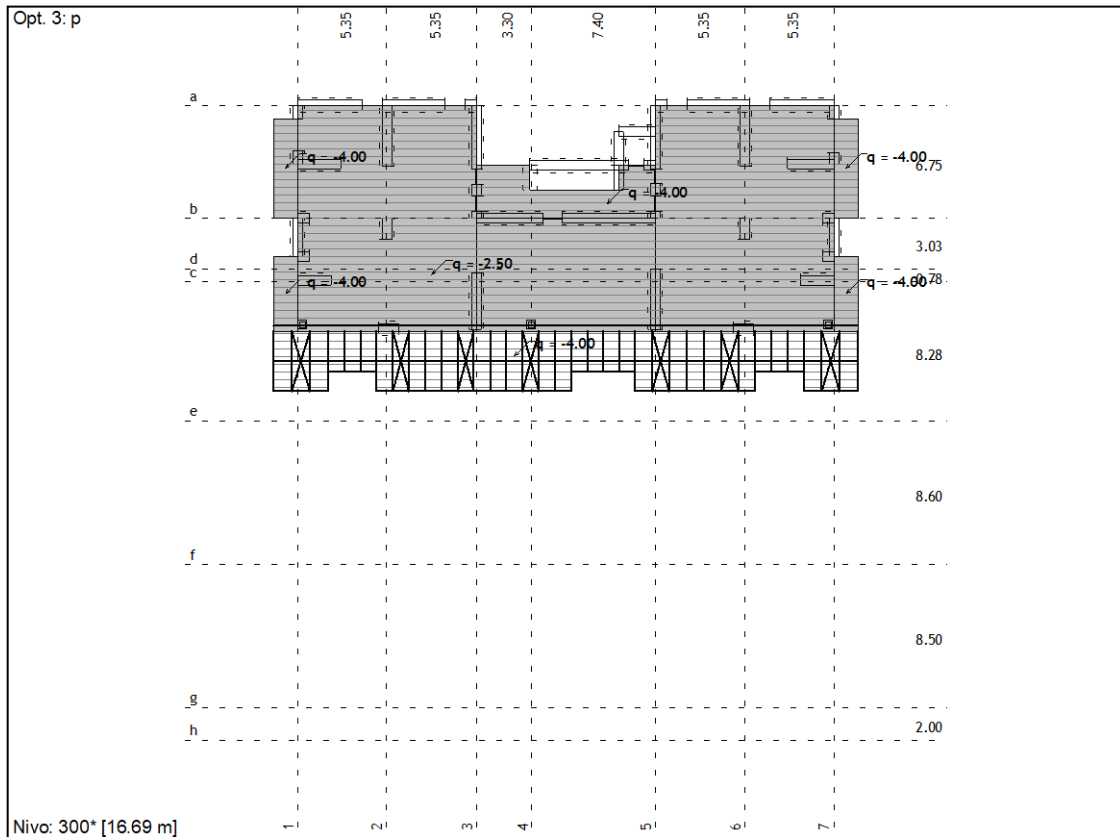 Opt. 3: p
5.35
5.35
3.30
7.40
5.35
5.35
a
q = -4.00
q = -4.00
6.75
q = -4.00
b
3.03
d
q = -2.50
c
0.78
q = -4.00
q = -4.00
q = -4.00
8.28
e
8.60
f
8.50
g
2.00
h
1
2
3
4
5
6
7
Nivo: 300* [16.69 m]